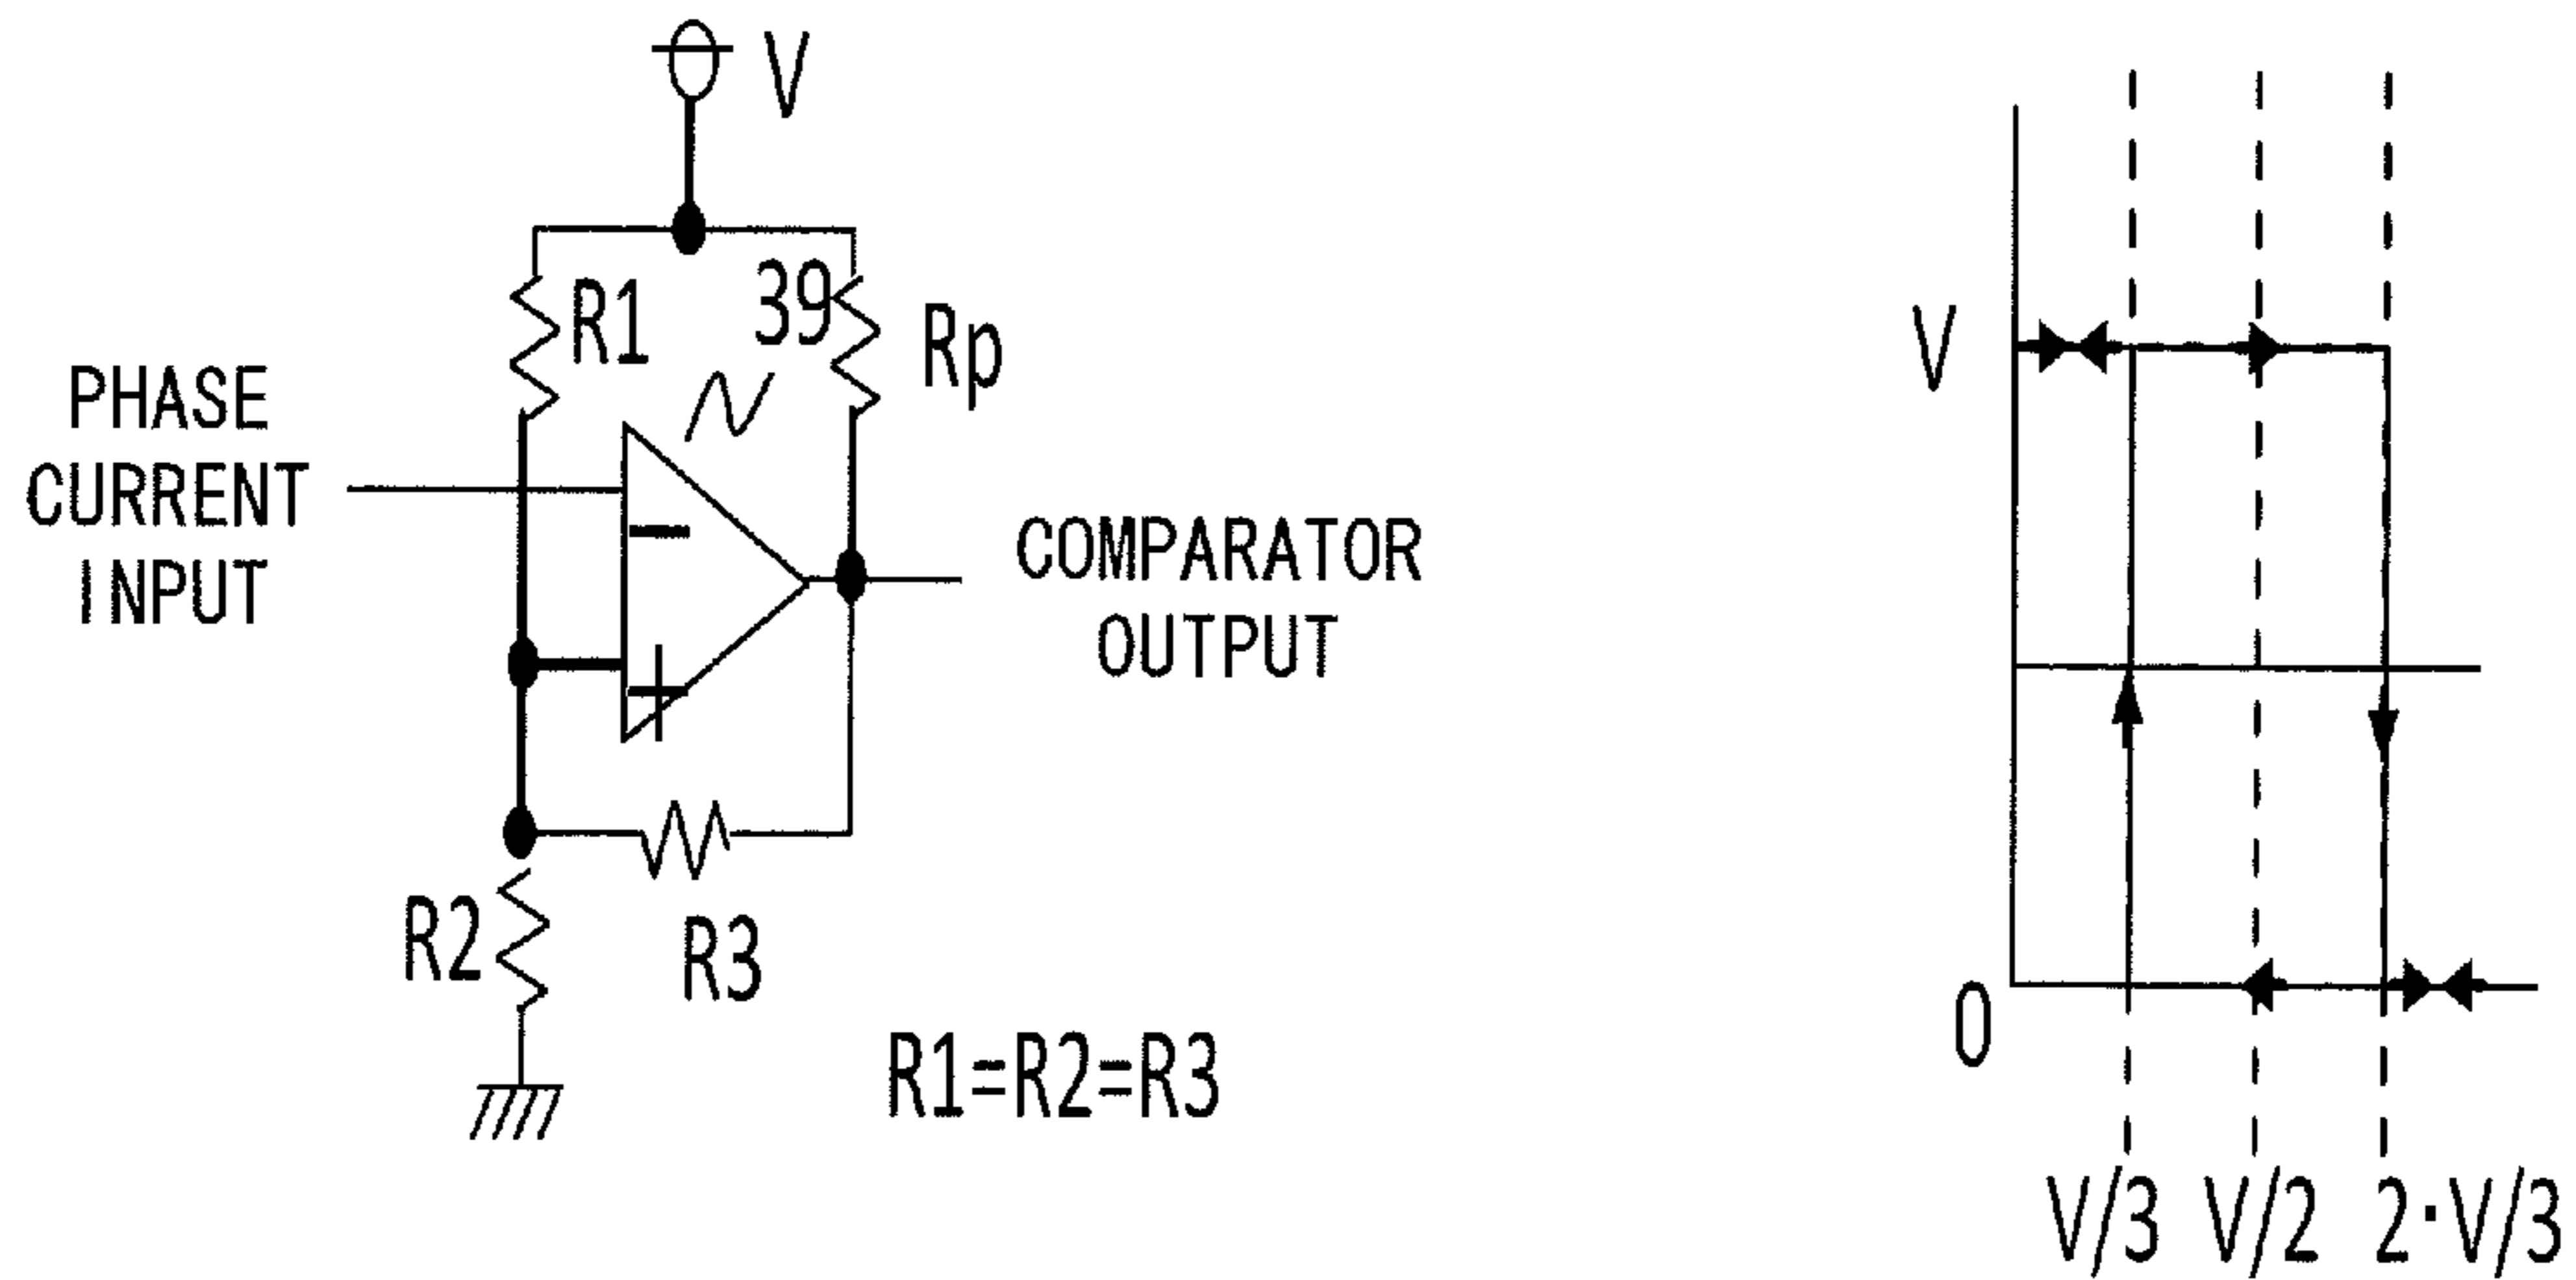 V
R1
39
Rp
PHASE
CURRENT
INPUT
−
+
COMPARATOR
OUTPUT
R2
R3
R1=R2=R3
V
0
V/3
V/2
2·V/3